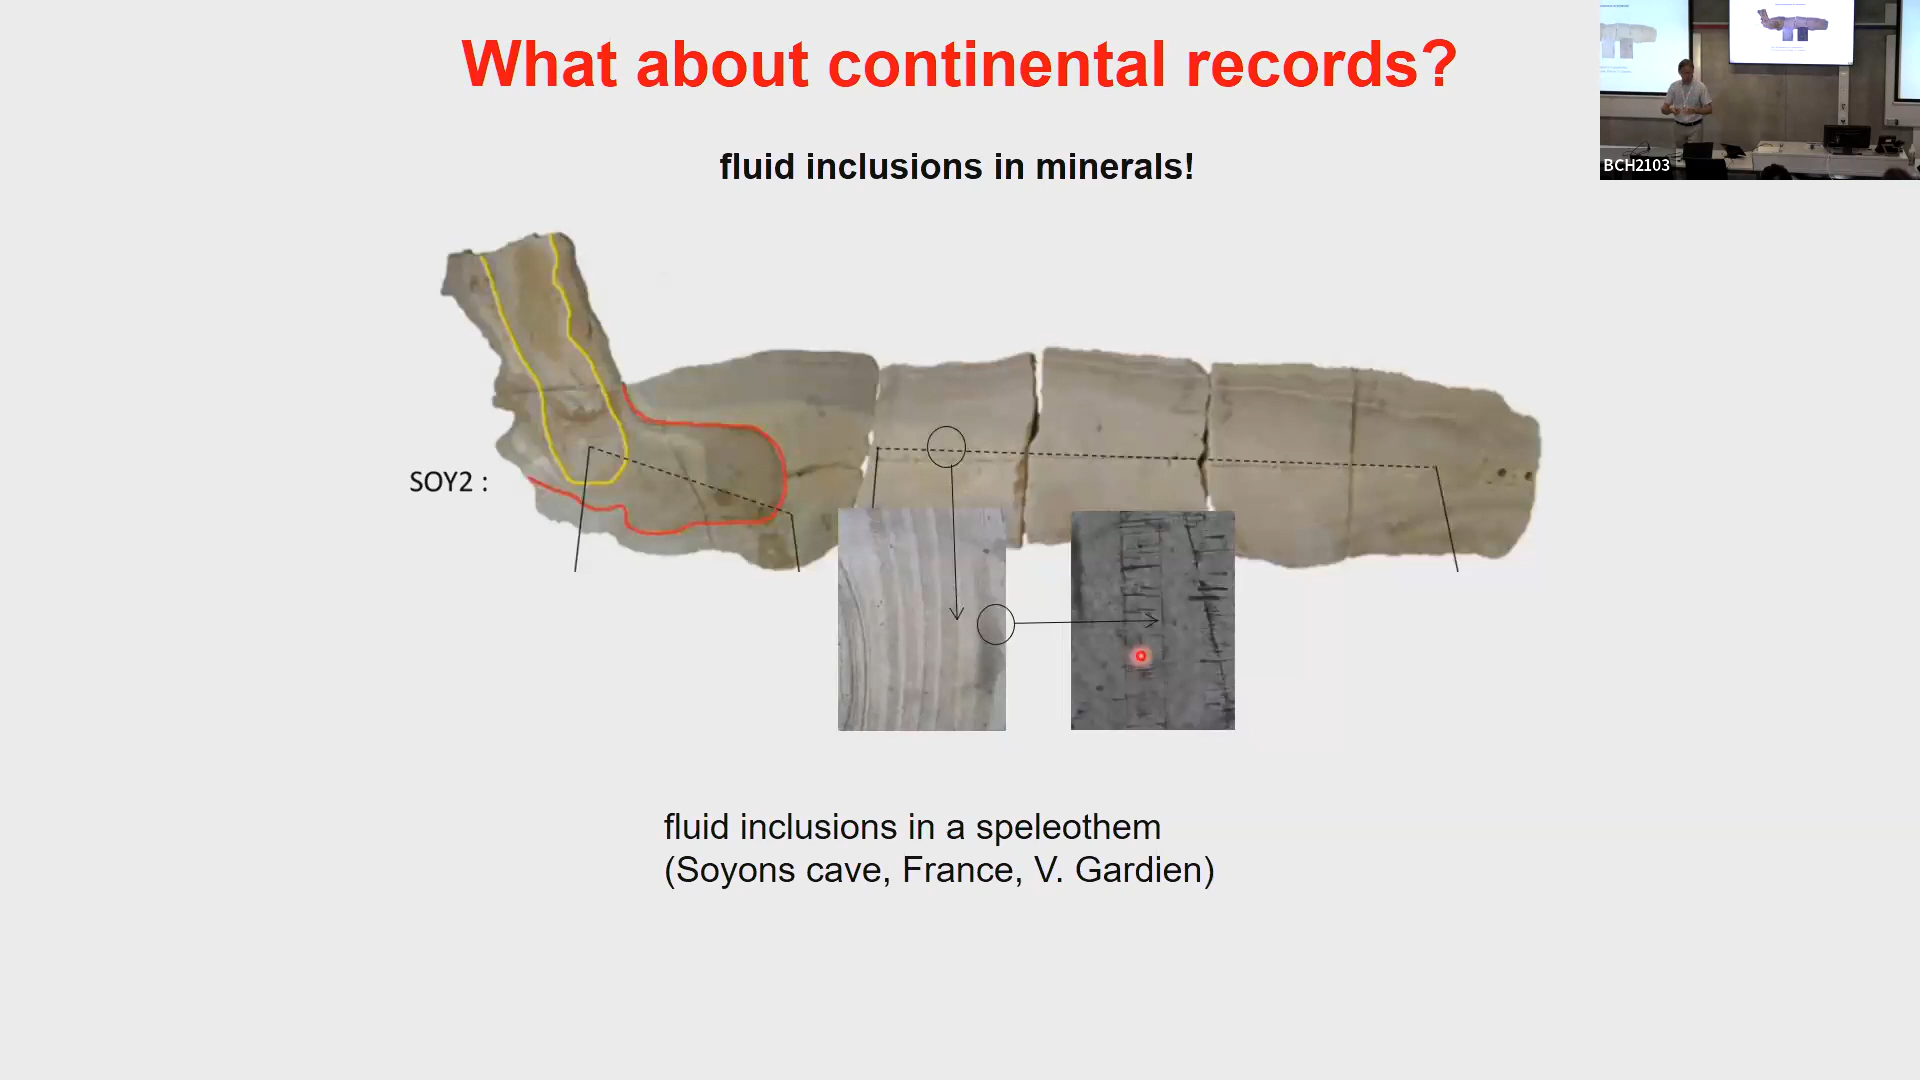 What about continental records?
fluid inclusions in minerals!
SOY2 :
fluid inclusions in a speleothem
(Soyons cave, France, V. Gardien)
BCH2103